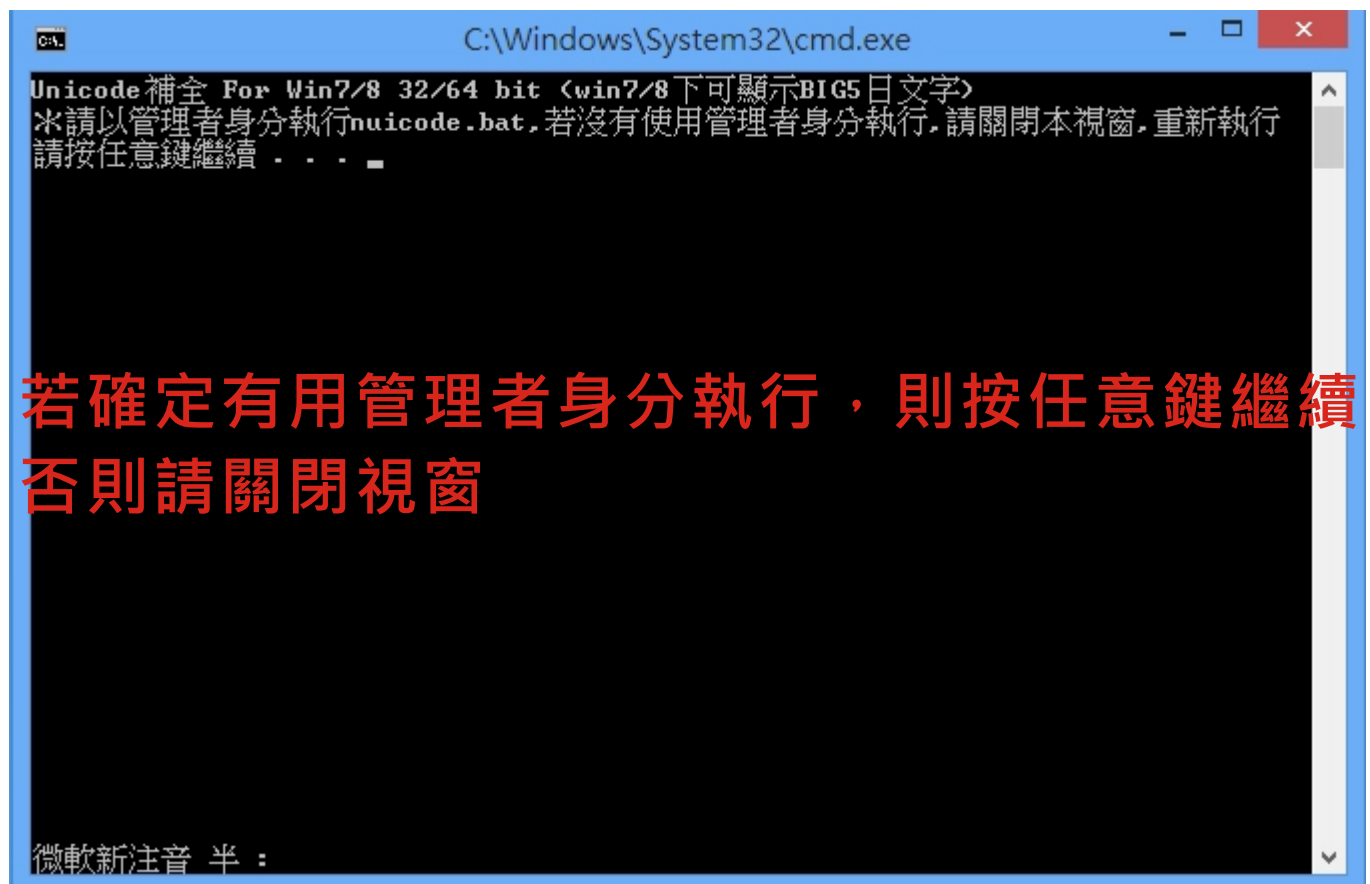 C:\Windows\System32\cmd.exe
Unicode補全 For Win7/8 32/64 bit (win7/8下可顯示BIG5日文字)
※請以管理者身分執行nuicode.bat,若沒有使用管理者身分執行,請關閉本視窗,重新執行
請按任意鍵繼續 . . .
若確定有用管理者身分執行，則按任意鍵繼續
否則請關閉視窗
微軟新注音 半 :